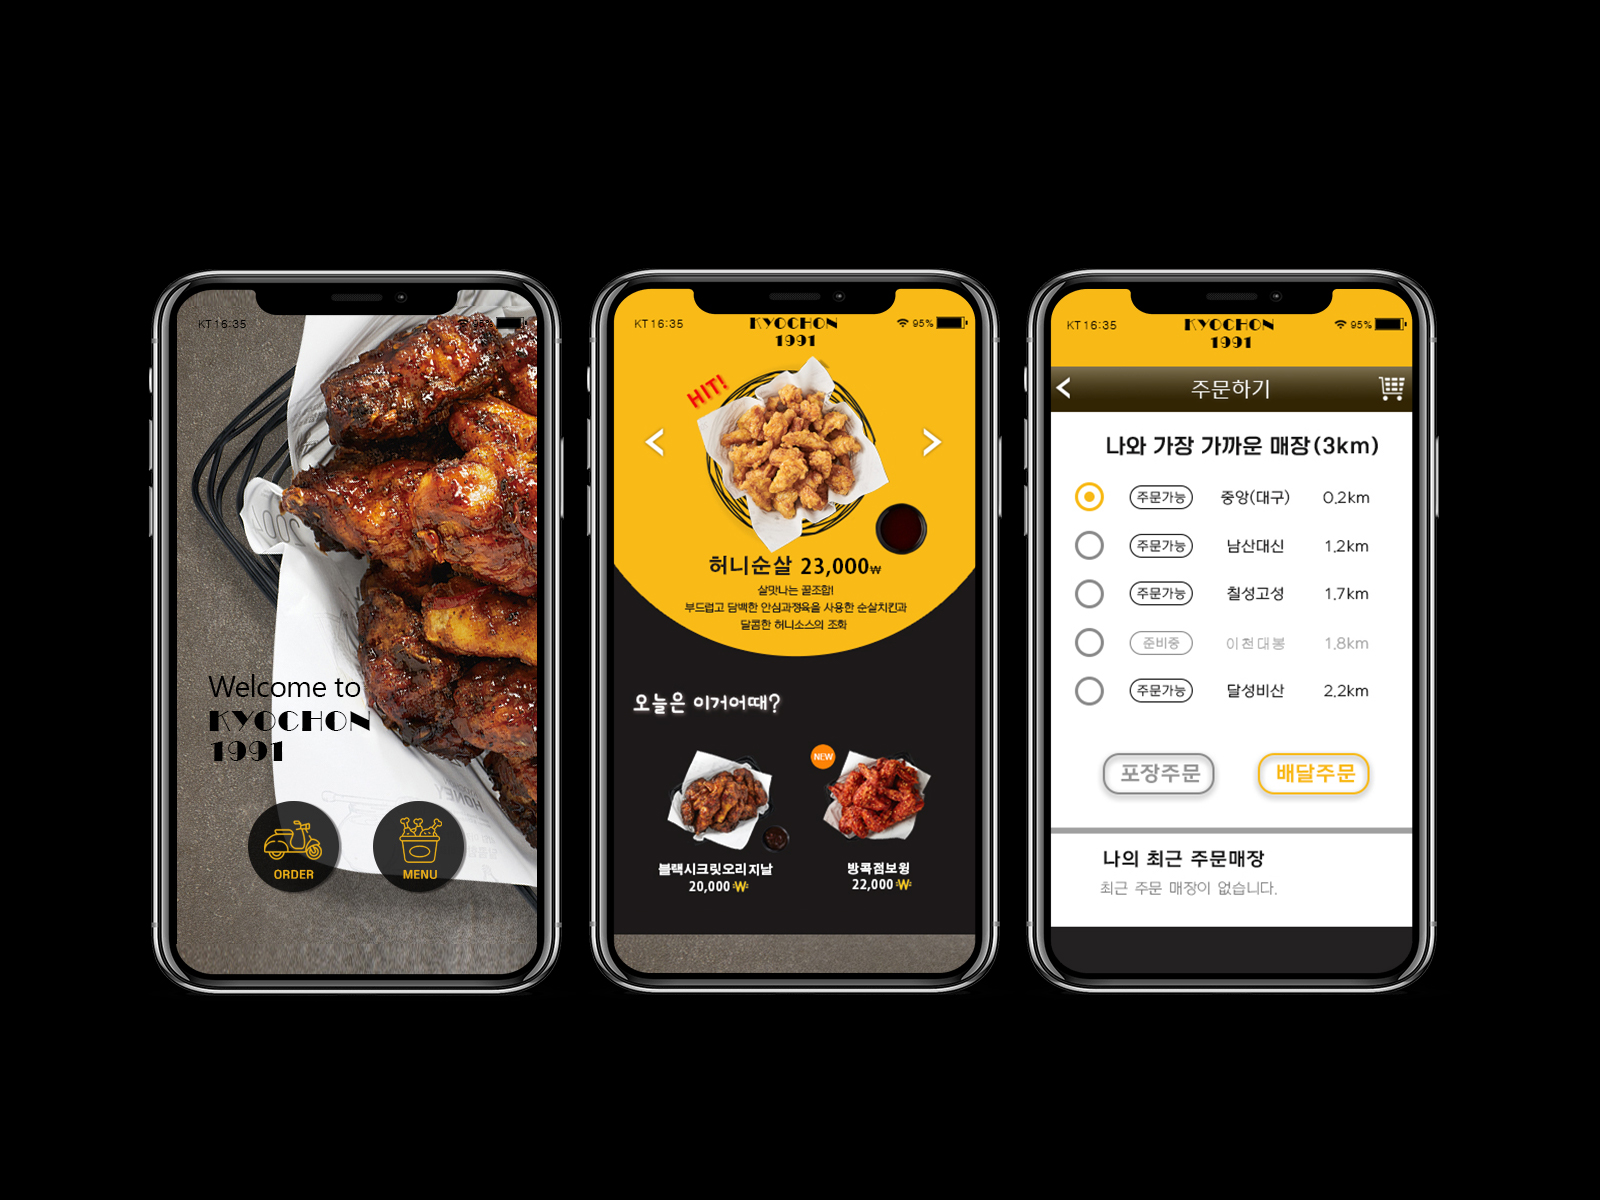 KT 16:35
Welcome to
KYOCHON
1991
HONEY
ORDER
MENU
KT 16:35
KYOCHON
1991
95%
HIT!
허니순살 23,000₩
살맛나는 꿀조합!
부드럽고 담백한 안심과정육을 사용한 순살치킨과
달콤한 허니소스의 조화
오늘은 이거어때?
NEW
블랙시크릿오리지날
20,000 ₩
방콕점보윙
22,000 ₩
KT 16:35
KYOCHON
1991
95%
주문하기
나와 가장 가까운 매장(3km)
주문가능 중앙(대구) 0.2km
주문가능 남산대신 1.2km
주문가능 칠성고성 1.7km
준비중 이천대봉 1.8km
주문가능 달성비산 2.2km
포장주문 배달주문
나의 최근 주문매장
최근 주문 매장이 없습니다.